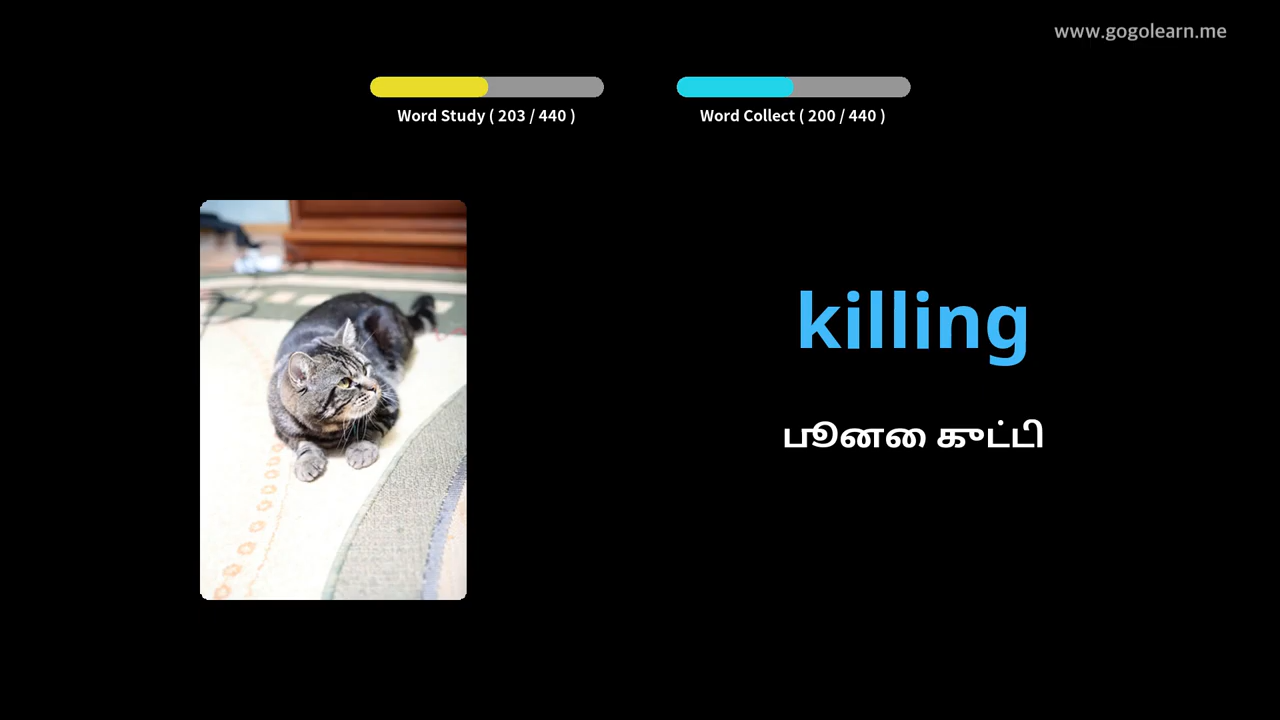 www.gogolearn.me
Word Study ( 203 / 440 )
Word Collect ( 200 / 440 )
killing
பூனை குட்டி